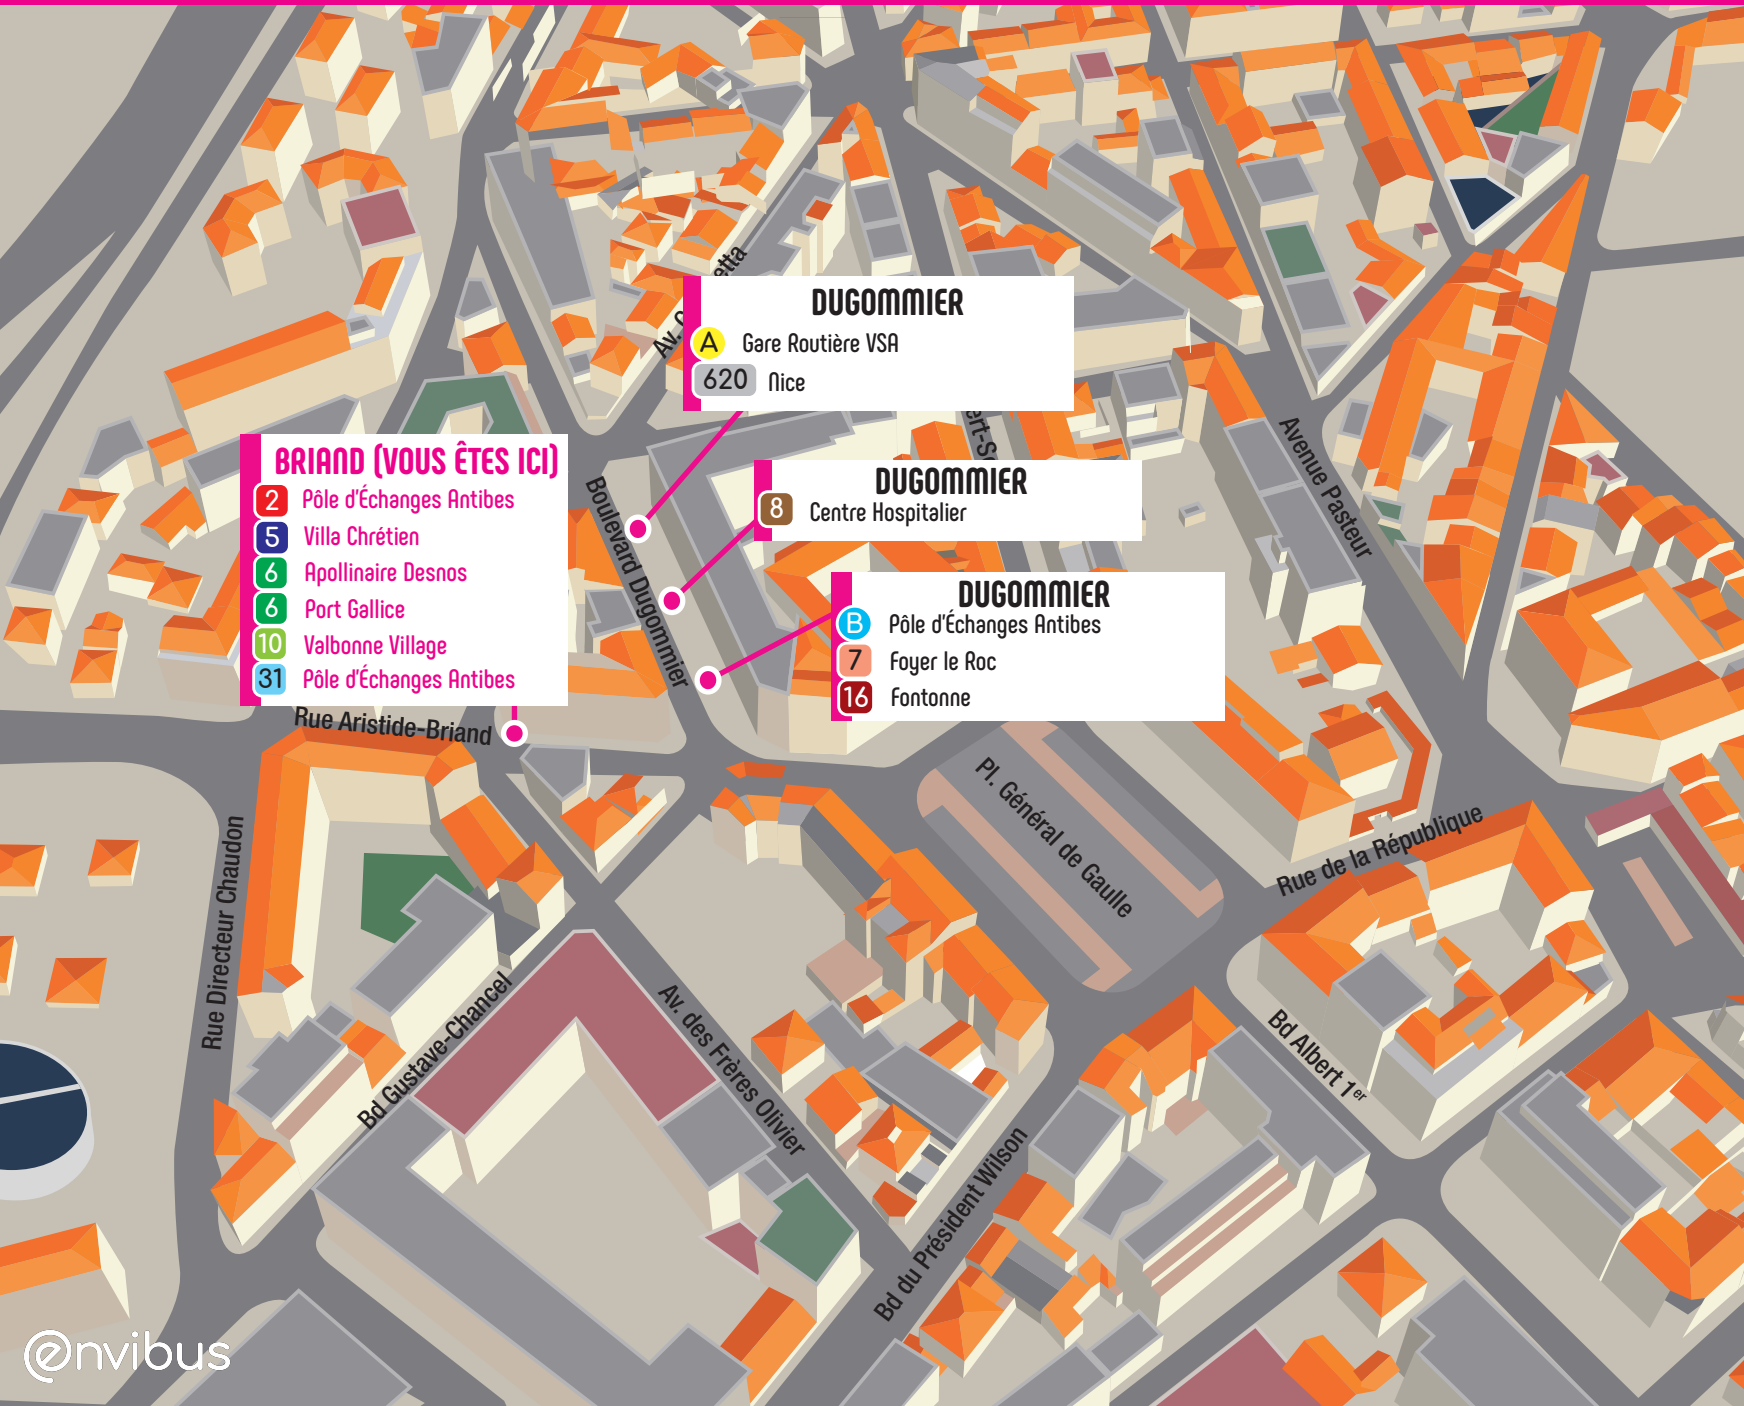 etta
Av. 
DUGOMMIER
A Gare Routière VSA
620 Nice
BRIAND (VOUS ÊTES ICI)
2 Pôle d'Échanges Antibes
5 Villa Chrétien
6 Apollinaire Desnos
6 Port Gallice
10 Valbonne Village
31 Pôle d'Échanges Antibes
ert-S
DUGOMMIER
8 Centre Hospitalier
DUGOMMIER
B Pôle d'Échanges Antibes
7 Foyer le Roc
16 Fontonne
Boulevard Dugommier
Avenue Pasteur
Rue Aristide-Briand
Pl. Général de Gaulle
Rue de la République
Rue Directeur Chaudon
Bd Gustave-Chancel
Av. des Frères Olivier
Bd Albert 1er
Bd du Président Wilson
envibus